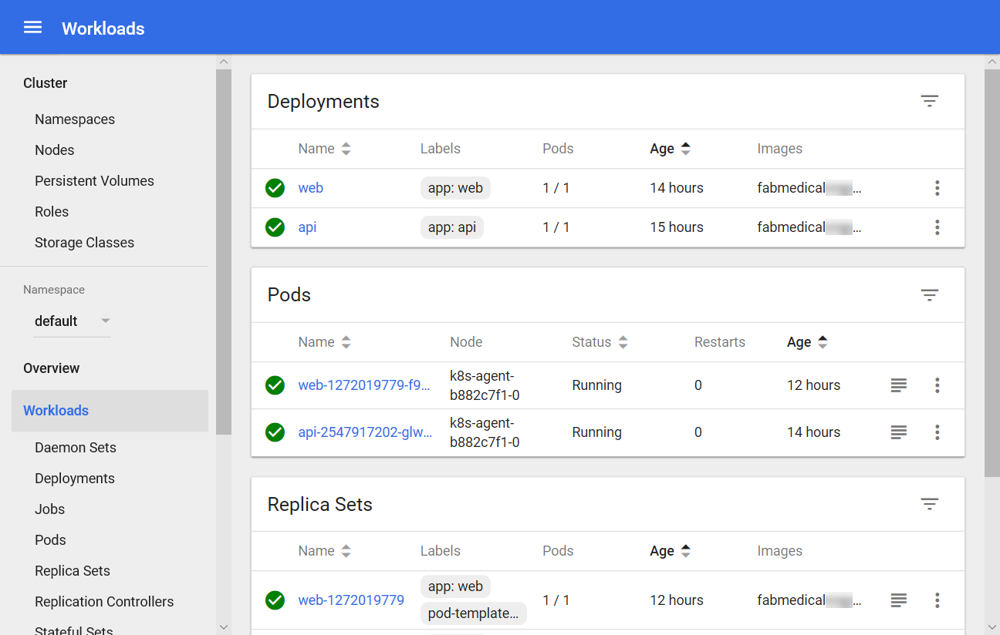 Workloads
Cluster
Namespaces
Nodes
Persistent Volumes
Roles
Storage Classes
Namespace
default
Overview
Workloads
Daemon Sets
Deployments
Jobs
Pods
Replica Sets
Replication Controllers
Stateful Sets
Deployments
Name Labels Pods Age Images
web app: web 1 / 1 14 hours fabmedical...
api app: api 1 / 1 15 hours fabmedical...
Pods
Name Node Status Restarts Age
web-1272019779-f9... k8s-agent-b882c7f1-0 Running 0 12 hours
api-2547917202-glw... k8s-agent-b882c7f1-0 Running 0 14 hours
Replica Sets
Name Labels Pods Age Images
web-1272019779 app: web pod-template... 1 / 1 12 hours fabmedical...